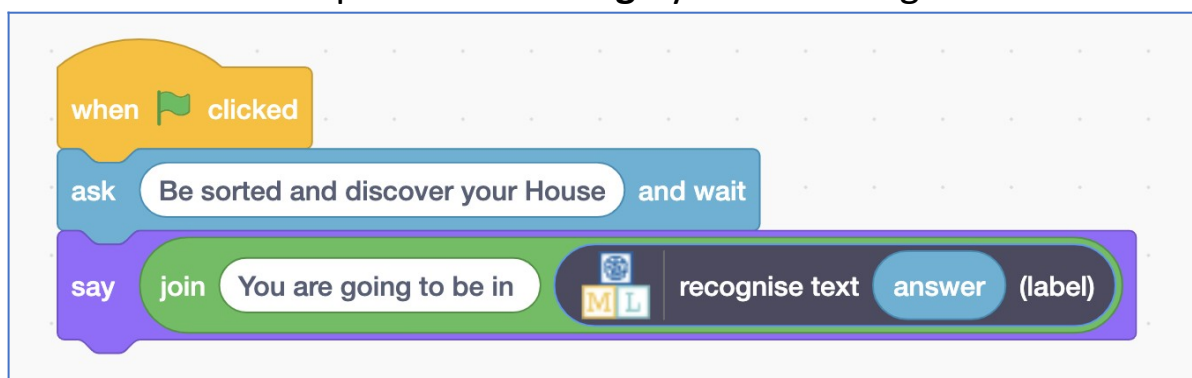 when clicked
ask Be sorted and discover your House and wait
say join You are going to be in ML recognise text answer (label)